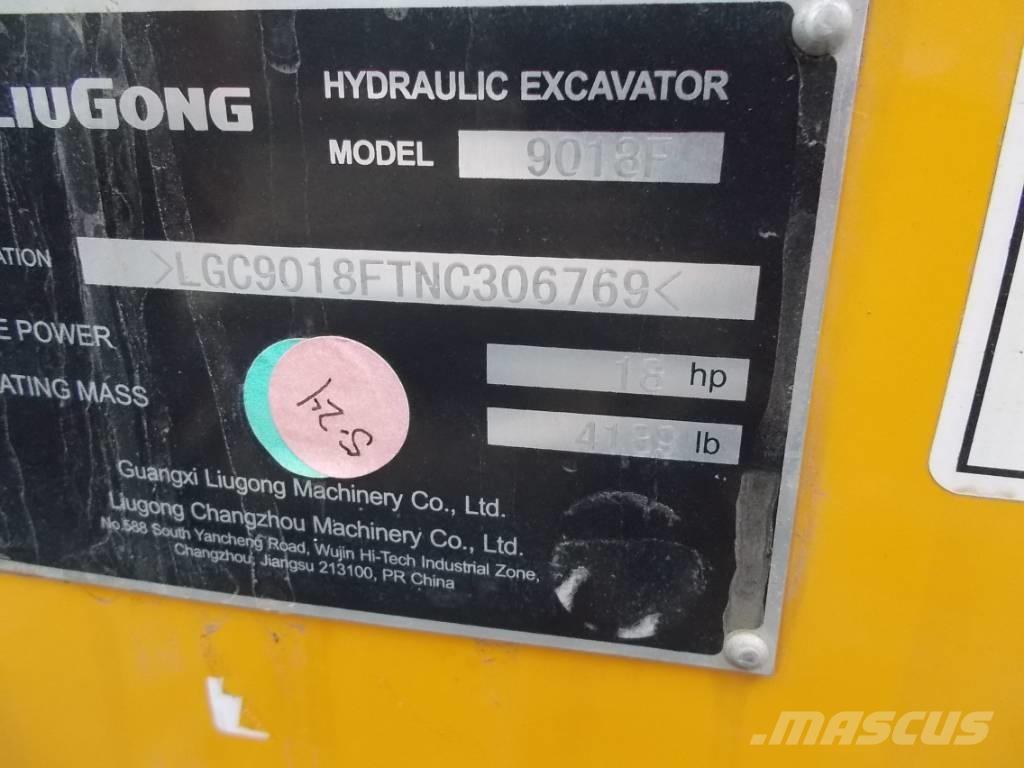 LIUGONG
HYDRAULIC EXCAVATOR
MODEL 9018F
ATION >LGC9018FTNC306769<
E POWER 18 hp
ATING MASS 4189 lb
5-24
Guangxi Liugong Machinery Co., Ltd.
Liugong Changzhou Machinery Co., Ltd.
No.588 South Yancheng Road, Wujin Hi-Tech Industrial Zone,
Changzhou, Jiangsu 213100, PR China
MASCUS